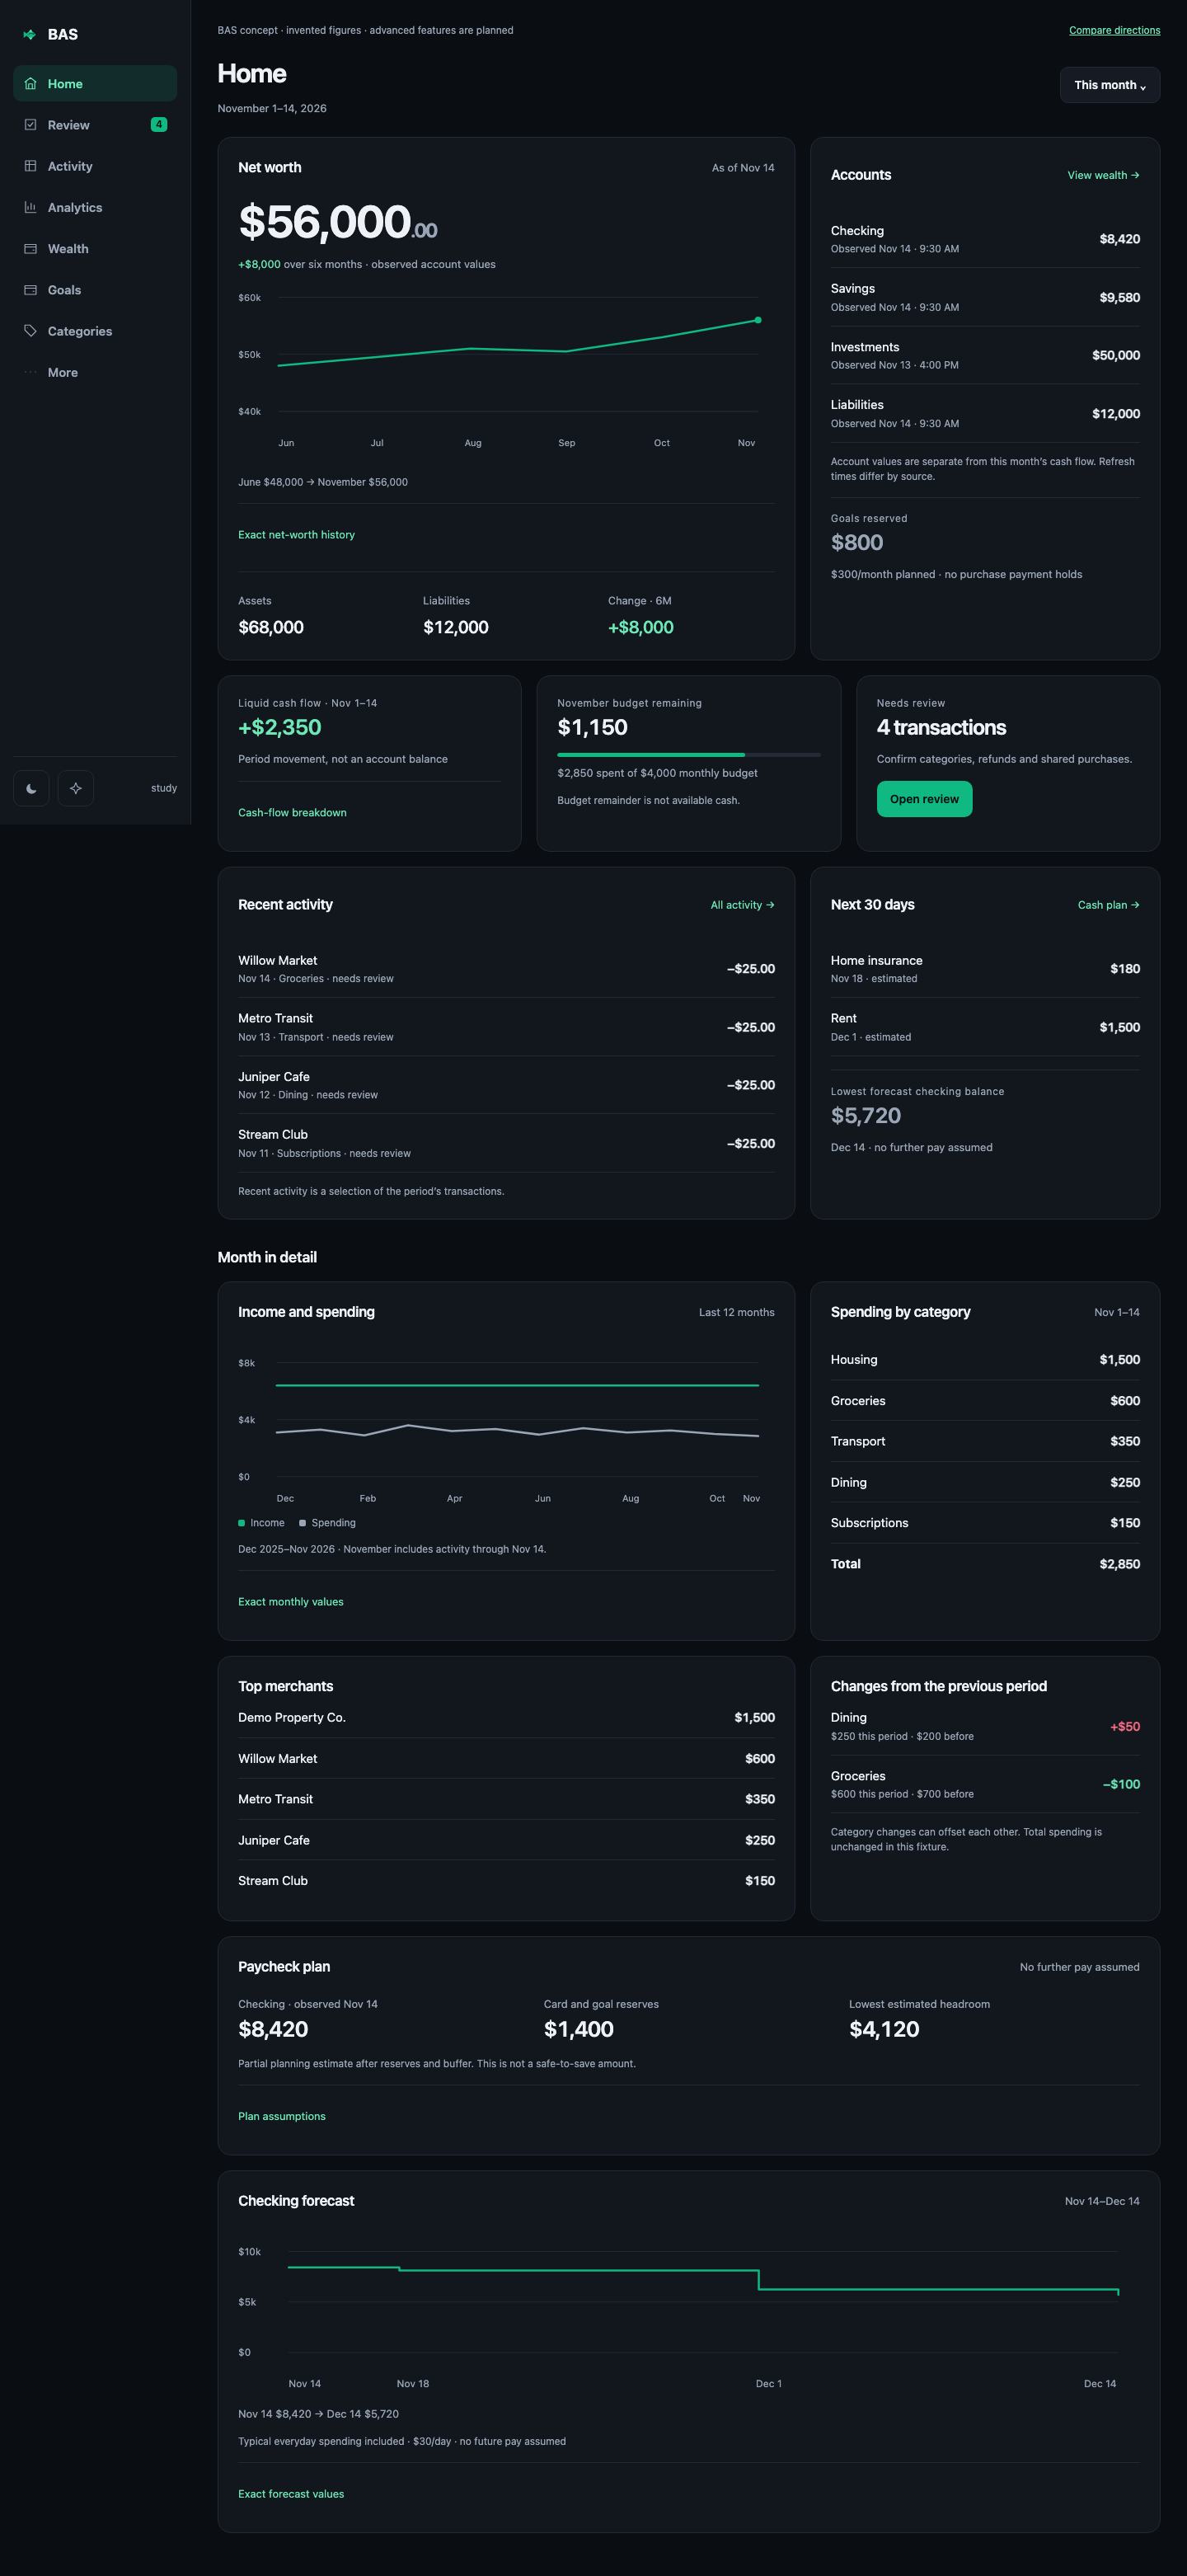 BAS
Home
Review 4
Activity
Analytics
Wealth
Goals
Categories
More
study
BAS concept · invented figures · advanced features are planned
Compare directions
Home
November 1–14, 2026
This month
Net worth
As of Nov 14
$56,000.00
+$8,000 over six months · observed account values
$60k
$50k
$40k
Jun Jul Aug Sep Oct Nov
June $48,000 → November $56,000
Exact net-worth history
Assets
$68,000
Liabilities
$12,000
Change · 6M
+$8,000
Accounts
View wealth →
Checking
Observed Nov 14 · 9:30 AM
$8,420
Savings
Observed Nov 14 · 9:30 AM
$9,580
Investments
Observed Nov 13 · 4:00 PM
$50,000
Liabilities
Observed Nov 14 · 9:30 AM
$12,000
Account values are separate from this month's cash flow. Refresh
times differ by source.
Goals reserved
$800
$300/month planned · no purchase payment holds
Liquid cash flow · Nov 1–14
+$2,350
Period movement, not an account balance
Cash-flow breakdown
November budget remaining
$1,150
$2,850 spent of $4,000 monthly budget
Budget remainder is not available cash.
Needs review
4 transactions
Confirm categories, refunds and shared purchases.
Open review
Recent activity
All activity →
Willow Market
Nov 14 · Groceries · needs review
−$25.00
Metro Transit
Nov 13 · Transport · needs review
−$25.00
Juniper Cafe
Nov 12 · Dining · needs review
−$25.00
Stream Club
Nov 11 · Subscriptions · needs review
−$25.00
Recent activity is a selection of the period's transactions.
Next 30 days
Cash plan →
Home insurance
Nov 18 · estimated
$180
Rent
Dec 1 · estimated
$1,500
Lowest forecast checking balance
$5,720
Dec 14 · no further pay assumed
Month in detail
Income and spending
Last 12 months
$8k
$4k
$0
Dec Feb Apr Jun Aug Oct Nov
Income Spending
Dec 2025–Nov 2026 · November includes activity through Nov 14.
Exact monthly values
Spending by category
Nov 1–14
Housing $1,500
Groceries $600
Transport $350
Dining $250
Subscriptions $150
Total $2,850
Top merchants
Demo Property Co. $1,500
Willow Market $600
Metro Transit $350
Juniper Cafe $250
Stream Club $150
Changes from the previous period
Dining
$250 this period · $200 before
+$50
Groceries
$600 this period · $700 before
−$100
Category changes can offset each other. Total spending is
unchanged in this fixture.
Paycheck plan
No further pay assumed
Checking · observed Nov 14
$8,420
Card and goal reserves
$1,400
Lowest estimated headroom
$4,120
Partial planning estimate after reserves and buffer. This is not a safe-to-save amount.
Plan assumptions
Checking forecast
Nov 14–Dec 14
$10k
$5k
$0
Nov 14 Nov 18 Dec 1 Dec 14
Nov 14 $8,420 → Dec 14 $5,720
Typical everyday spending included · $30/day · no future pay assumed
Exact forecast values